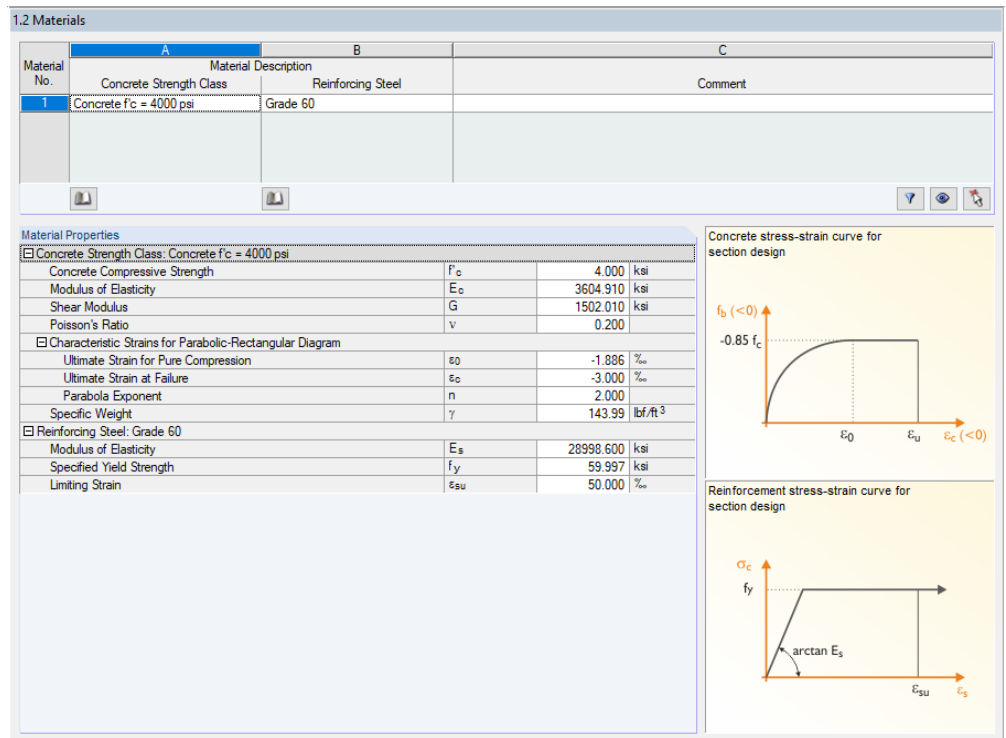 1.2 Materials
A B C
Material No. Material Description
Concrete Strength Class Reinforcing Steel Comment
1 Concrete f'c = 4000 psi Grade 60
Material Properties
Concrete Strength Class: Concrete f'c = 4000 psi
Concrete Compressive Strength f'c 4.000 ksi
Modulus of Elasticity Ec 3604.910 ksi
Shear Modulus G 1502.010 ksi
Poisson's Ratio ν 0.200
Characteristic Strains for Parabolic-Rectangular Diagram
Ultimate Strain for Pure Compression ε0 -1.886 ‰
Ultimate Strain at Failure εc -3.000 ‰
Parabola Exponent n 2.000
Specific Weight γ 143.99 lbf/ft3
Reinforcing Steel: Grade 60
Modulus of Elasticity Es 28998.600 ksi
Specified Yield Strength fy 59.997 ksi
Limiting Strain εsu 50.000 ‰
Concrete stress-strain curve for
section design
fb (<0)
-0.85 fc
ε0 εu εc (<0)
Reinforcement stress-strain curve for
section design
σc
fy
arctan Es
εsu εs